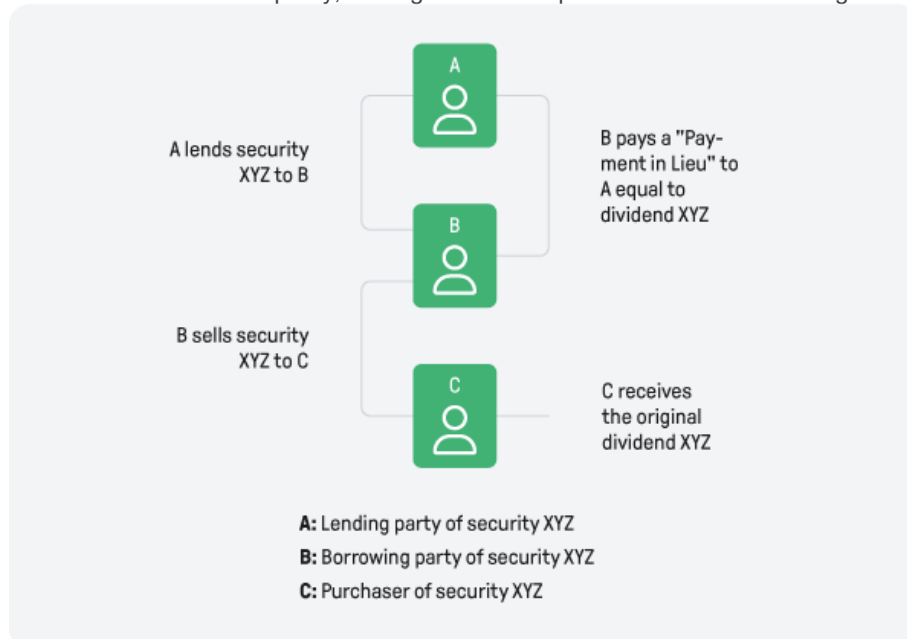 A
A lends security
XYZ to B
B pays a "Pay-
ment in Lieu" to
A equal to
dividend XYZ
B
B sells security
XYZ to C
C
C receives
the original
dividend XYZ
A: Lending party of security XYZ
B: Borrowing party of security XYZ
C: Purchaser of security XYZ